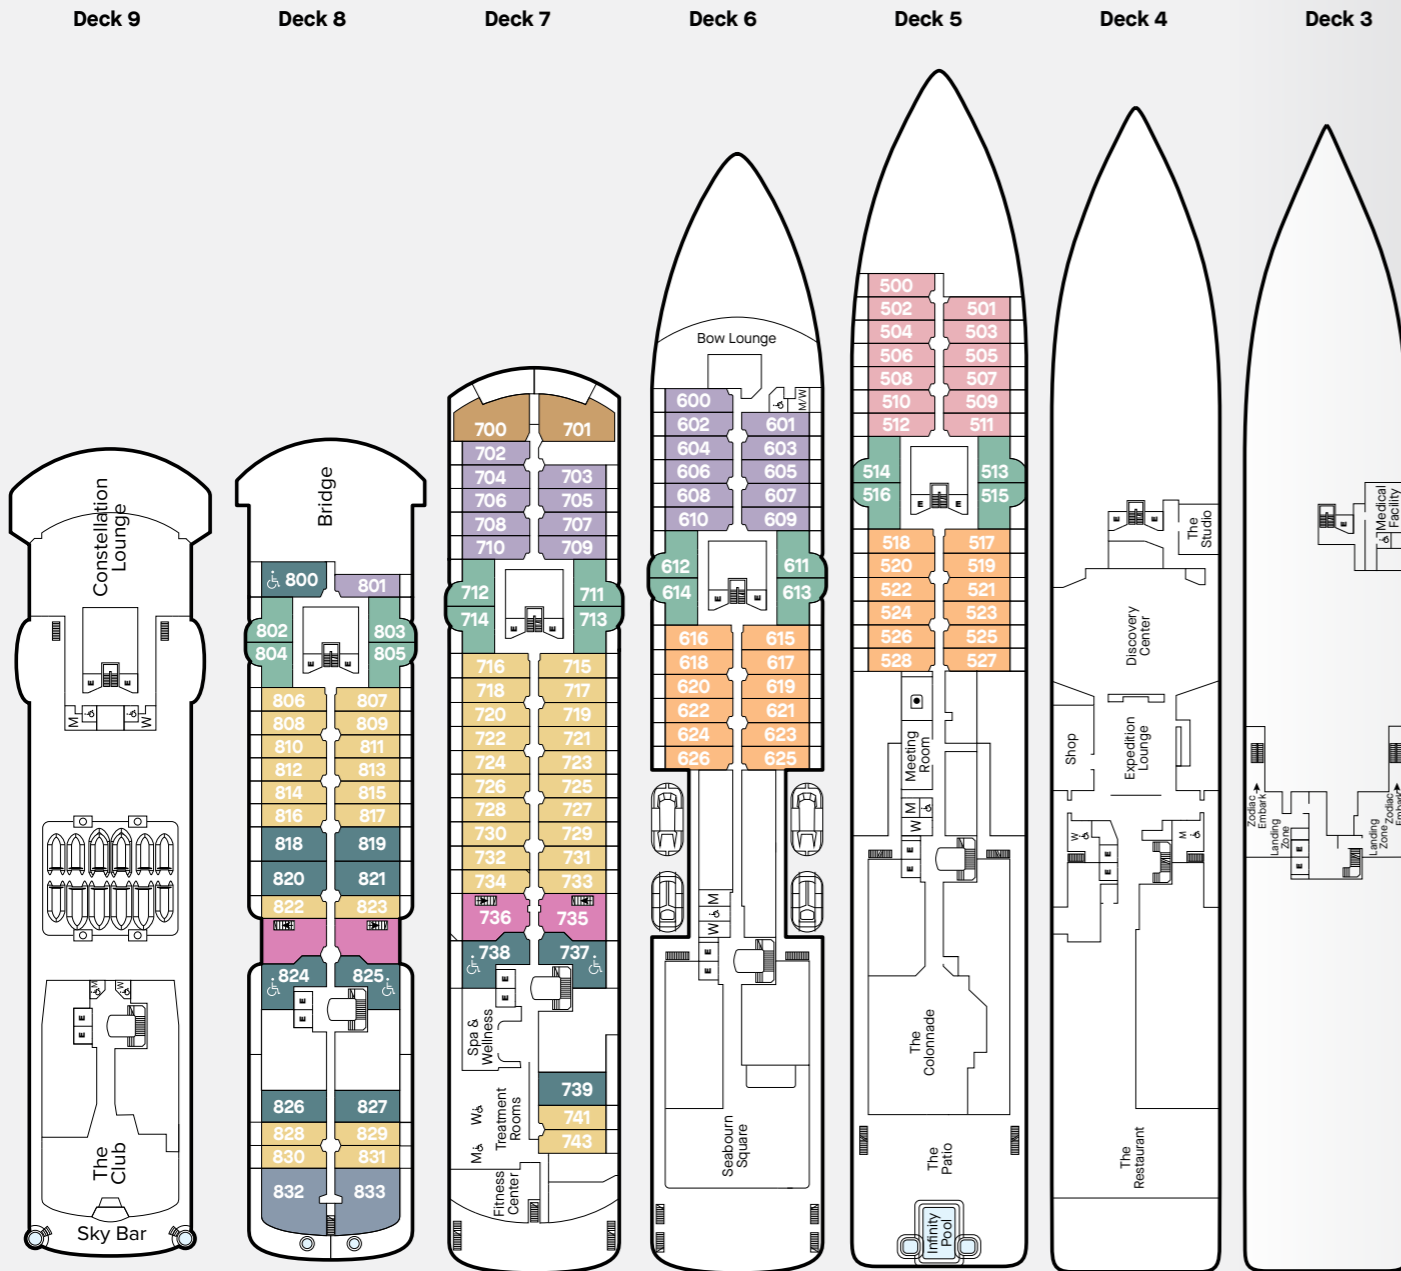 Deck 9
Deck 8
Deck 7
Deck 6
Deck 5
Deck 4
Deck 3
Constellation
Lounge
E
E
M
W
M
W
E
E
The
Club
Sky Bar
Bridge
800
801
802
803
804
805
E
E
806
807
808
809
810
811
812
813
814
815
816
817
818
819
820
821
822
823
824
825
E
E
826
827
828
829
830
831
832
833
700
701
702
704
703
706
705
708
707
710
709
712
711
714
713
E
E
716
715
718
717
720
719
722
721
724
723
726
725
728
727
730
729
732
731
734
733
736
735
738
737
E
E
Spa &
Wellness
739
741
743
W
M
Treatment
Rooms
Fitness
Center
Bow Lounge
M/W
600
602
601
604
603
606
605
608
607
610
609
612
611
614
613
E
E
616
615
618
617
620
619
622
621
624
623
626
625
M
W
E
E
Seabourn
Square
500
502
501
504
503
506
505
508
507
510
509
512
511
514
513
516
515
E
E
518
517
520
519
522
521
524
523
526
525
528
527
Meeting
Room
M
W
E
E
The
Colonnade
The
Patio
Infinity
Pool
E
E
The
Studio
Discovery
Center
Shop
Expedition
Lounge
W
M
E
E
The
Restaurant
E
Medical
Facility
Zodiac
Embark
Landing
Zone
E
E
Landing
Zone
Zodiac
Embark